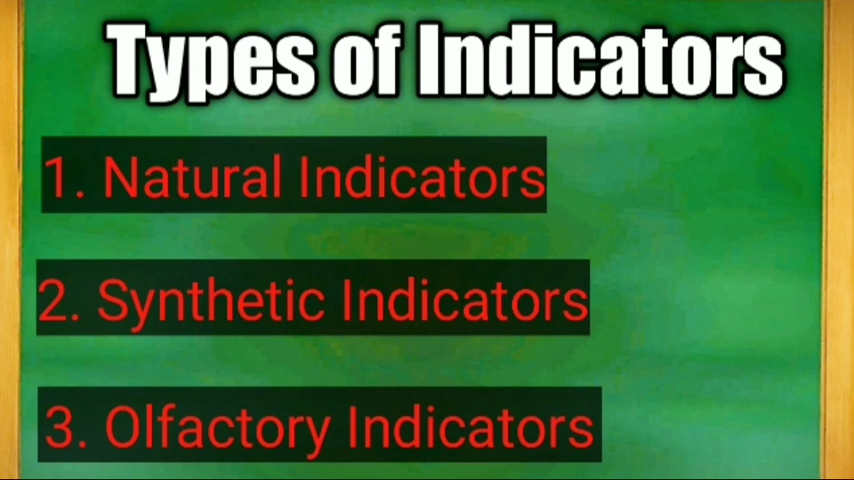 Types of Indicators
1. Natural Indicators
2. Synthetic Indicators
3. Olfactory Indicators